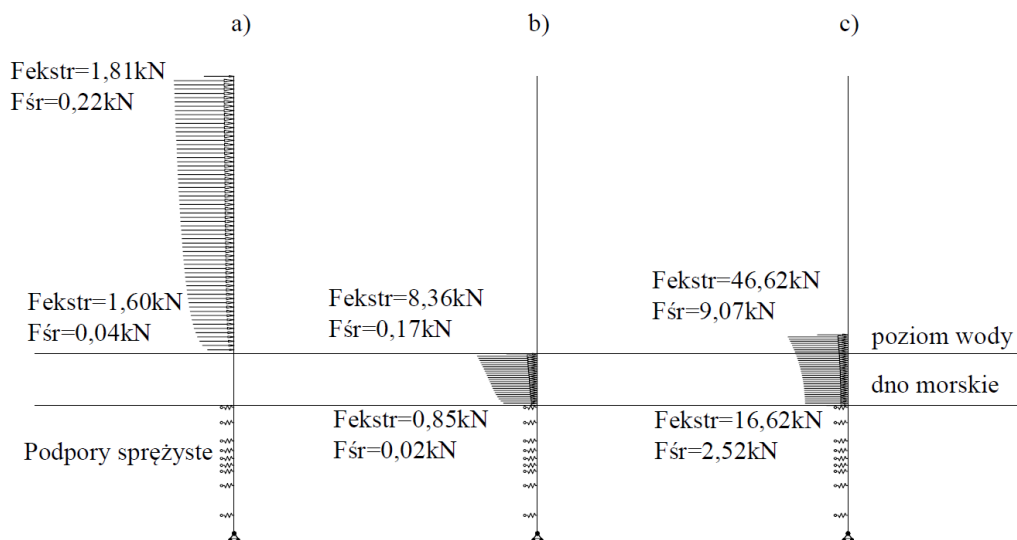 a)
b)
c)
Fekstr=1,81kN
Fśr=0,22kN
Fekstr=1,60kN
Fśr=0,04kN
Fekstr=8,36kN
Fśr=0,17kN
Fekstr=46,62kN
Fśr=9,07kN
poziom wody
dno morskie
Podpory sprężyste
Fekstr=0,85kN
Fśr=0,02kN
Fekstr=16,62kN
Fśr=2,52kN